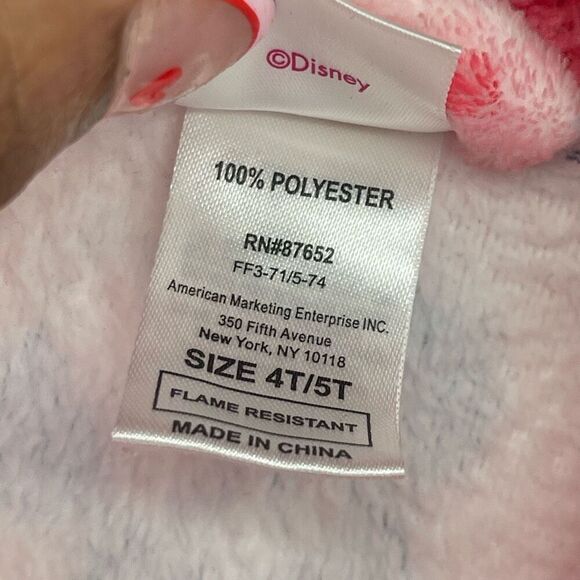 ©Disney
100% POLYESTER
RN#87652
FF3-71/5-74
American Marketing Enterprise INC.
350 Fifth Avenue
New York, NY 10118
SIZE 4T/5T
FLAME RESISTANT
MADE IN CHINA